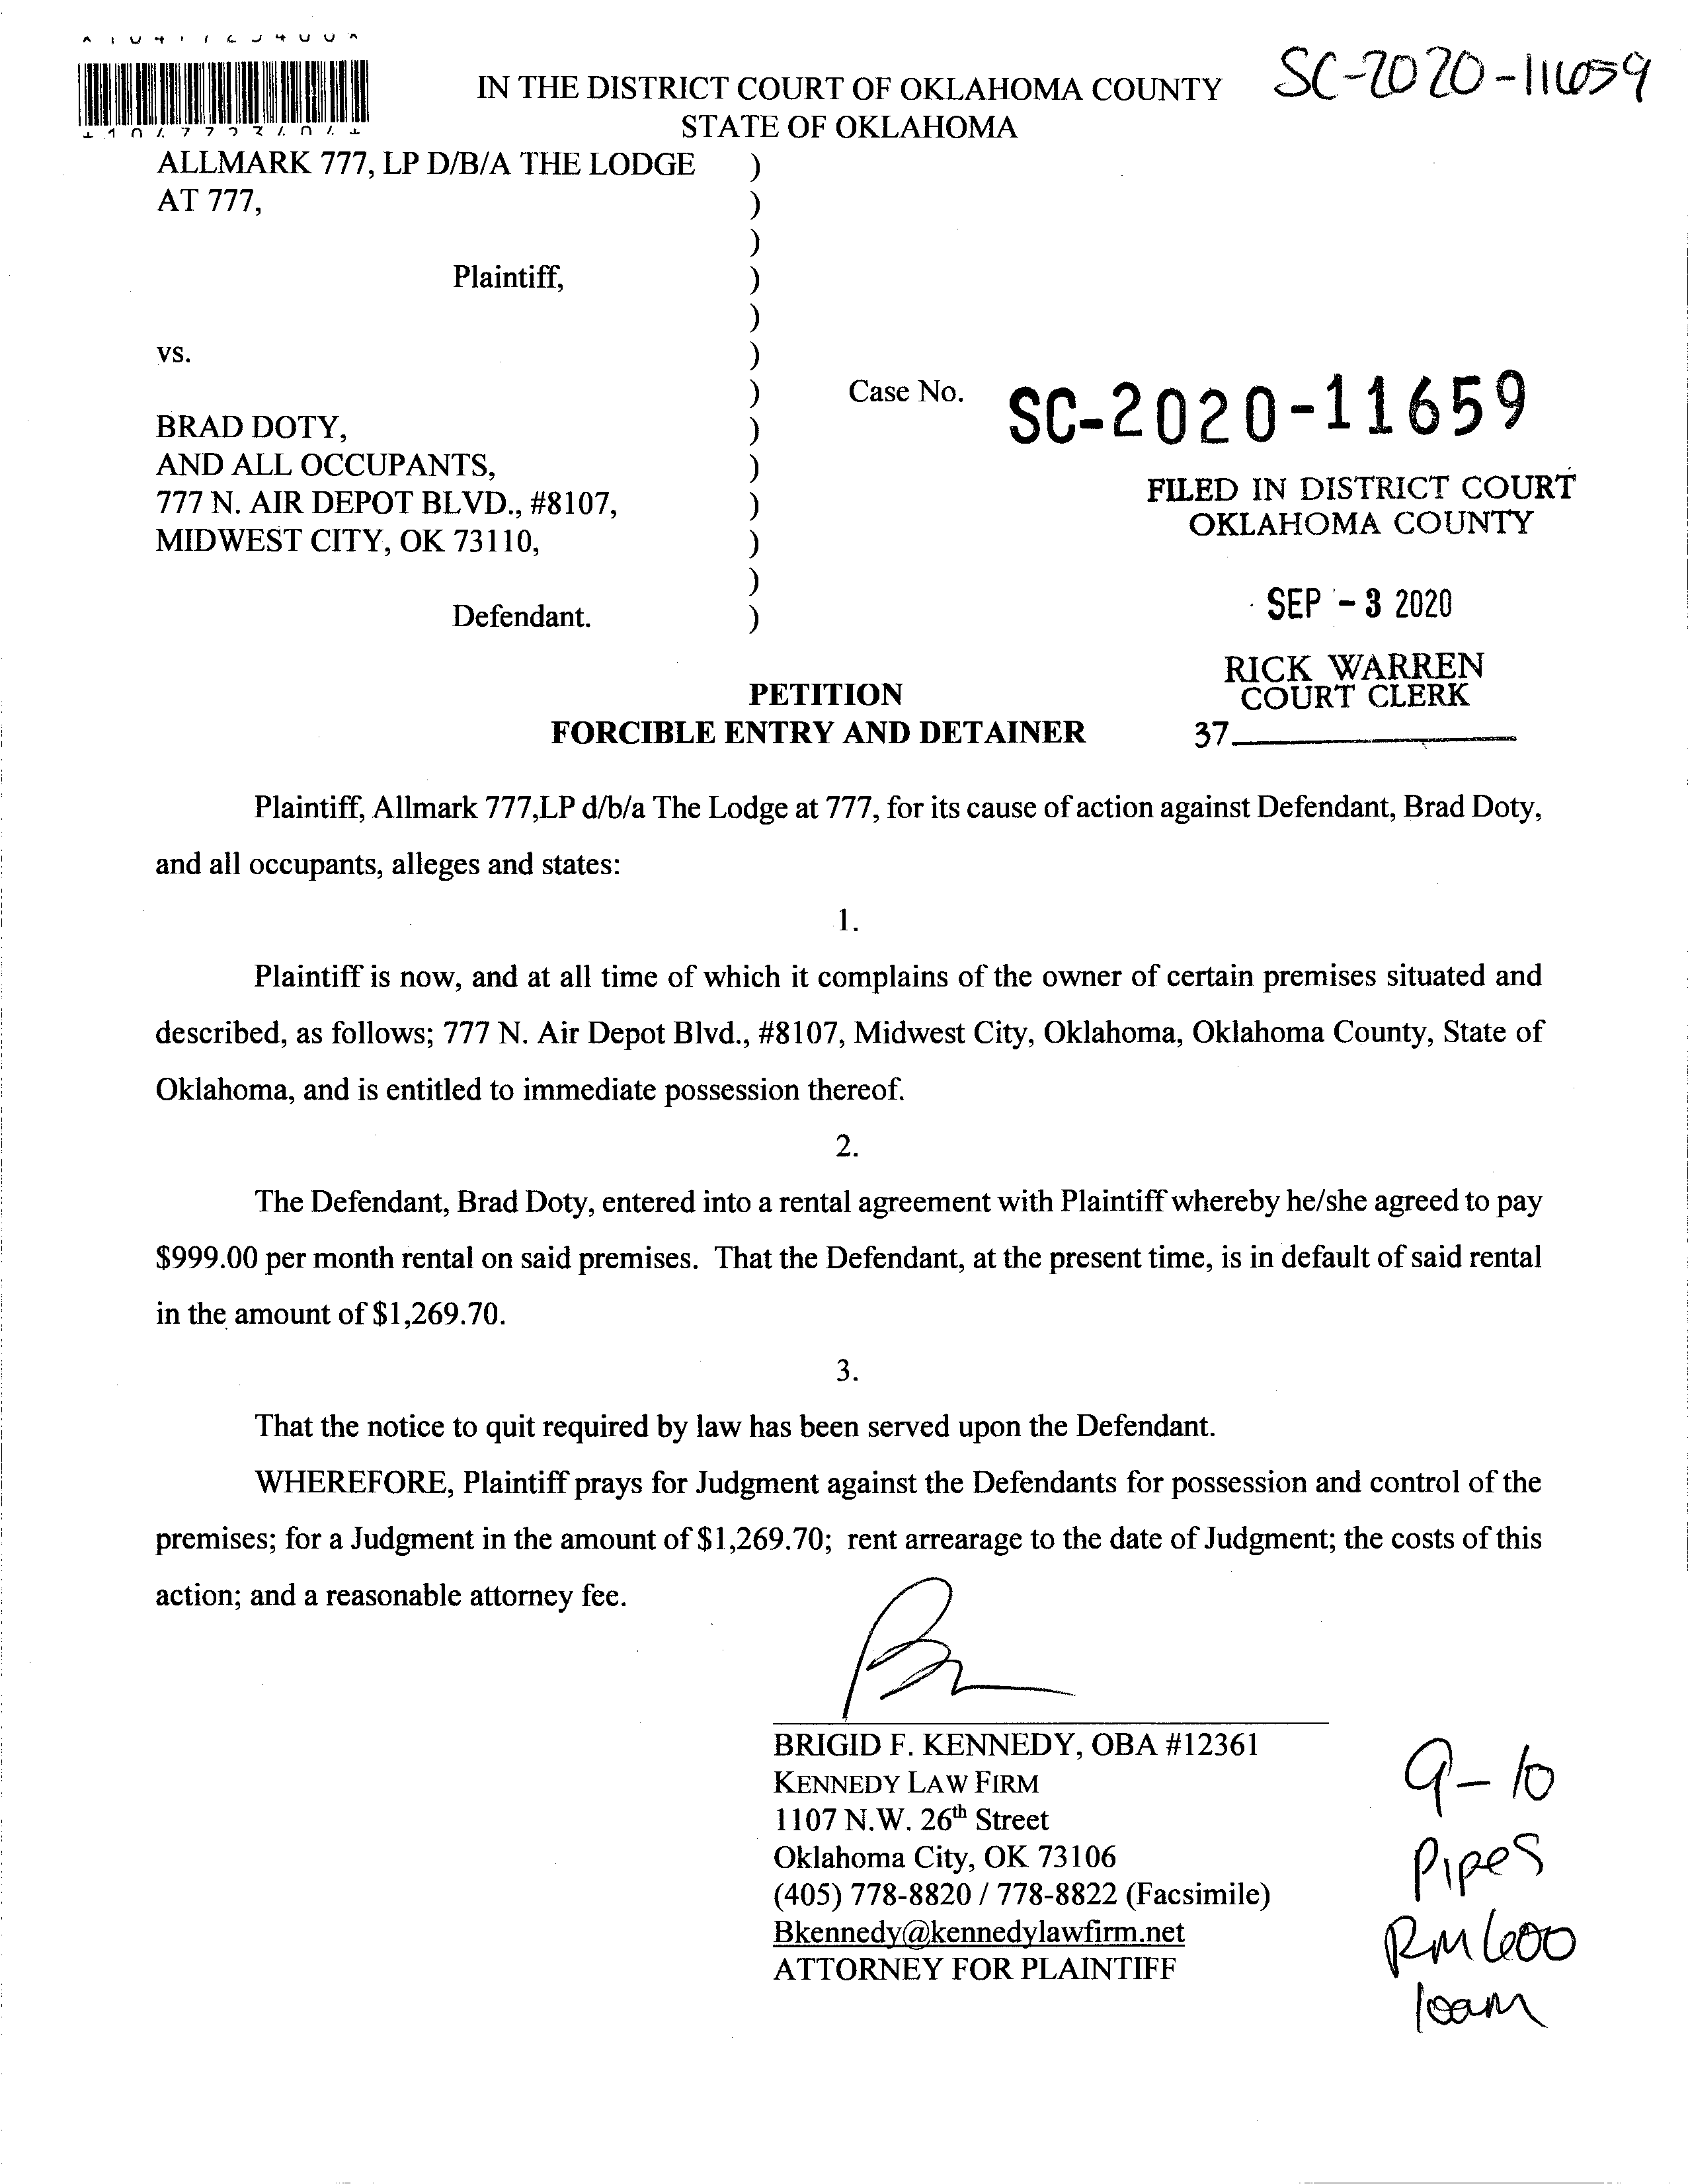 SC-2020-11659
IN THE DISTRICT COURT OF OKLAHOMA COUNTY
STATE OF OKLAHOMA
ALLMARK 777, LP D/B/A THE LODGE )
AT 777, )
)
Plaintiff, )
)
vs. )
) Case No. SC-2020-11659
BRAD DOTY, )
AND ALL OCCUPANTS, )
777 N. AIR DEPOT BLVD., #8107, )
MIDWEST CITY, OK 73110, )
)
Defendant. )
FILED IN DISTRICT COURT
OKLAHOMA COUNTY
SEP - 3 2020
RICK WARREN
COURT CLERK
37
PETITION
FORCIBLE ENTRY AND DETAINER
Plaintiff, Allmark 777,LP d/b/a The Lodge at 777, for its cause of action against Defendant, Brad Doty,
and all occupants, alleges and states:
1.
Plaintiff is now, and at all time of which it complains of the owner of certain premises situated and
described, as follows; 777 N. Air Depot Blvd., #8107, Midwest City, Oklahoma, Oklahoma County, State of
Oklahoma, and is entitled to immediate possession thereof.
2.
The Defendant, Brad Doty, entered into a rental agreement with Plaintiff whereby he/she agreed to pay
$999.00 per month rental on said premises. That the Defendant, at the present time, is in default of said rental
in the amount of $1,269.70.
3.
That the notice to quit required by law has been served upon the Defendant.
WHEREFORE, Plaintiff prays for Judgment against the Defendants for possession and control of the
premises; for a Judgment in the amount of $1,269.70; rent arrearage to the date of Judgment; the costs of this
action; and a reasonable attorney fee.
BRIGID F. KENNEDY, OBA #12361
KENNEDY LAW FIRM
1107 N.W. 26th Street
Oklahoma City, OK 73106
(405) 778-8820 / 778-8822 (Facsimile)
Bkennedy@kennedylawfirm.net
ATTORNEY FOR PLAINTIFF
9-10
Pipes
RM 600
10am